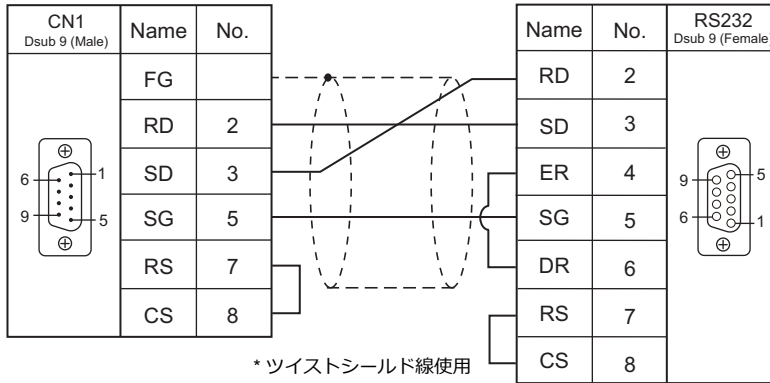 CN1
Dsub 9 (Male)
Name
No.
FG
RD 2
SD 3
SG 5
RS 7
CS 8
6
1
9
5
RS232
Dsub 9 (Female)
Name
No.
RD 2
SD 3
ER 4
SG 5
DR 6
RS 7
CS 8
9
5
6
1
* ツイストシールド線使用